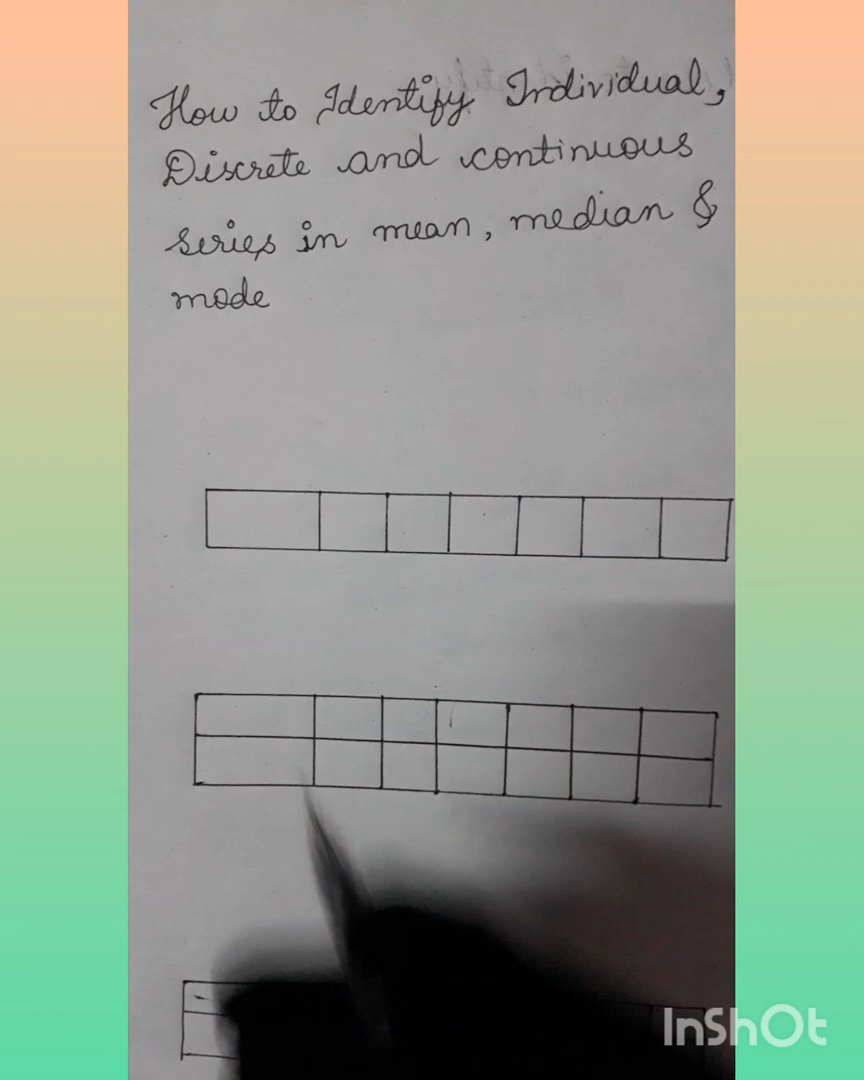 How to Identify Individual,
Discrete and continuous
series in mean, median &
mode
InShOt